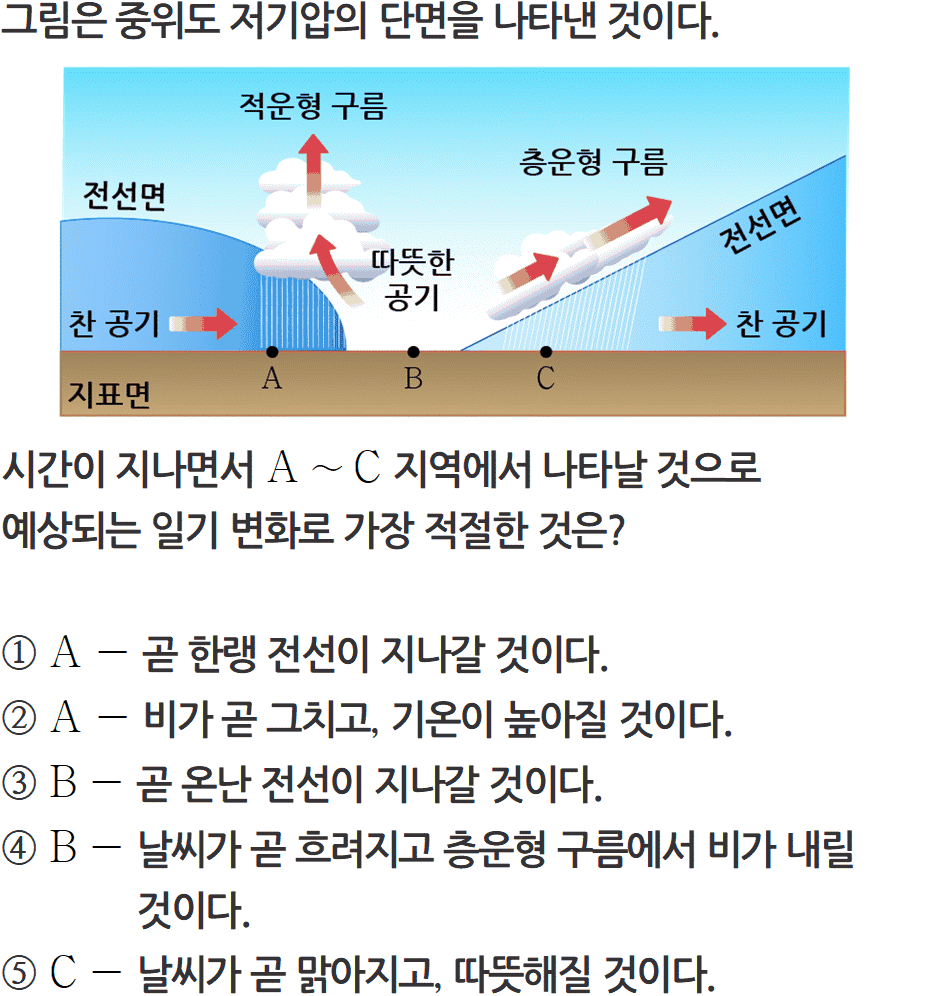 그림은 중위도 저기압의 단면을 나타낸 것이다.
적운형 구름
층운형 구름
전선면
전선면
따뜻한
공기
찬 공기
찬 공기
A
B
C
지표면
시간이 지나면서 A ~ C 지역에서 나타날 것으로
예상되는 일기 변화로 가장 적절한 것은?
① A － 곧 한랭 전선이 지나갈 것이다.
② A － 비가 곧 그치고, 기온이 높아질 것이다.
③ B － 곧 온난 전선이 지나갈 것이다.
④ B － 날씨가 곧 흐려지고 층운형 구름에서 비가 내릴
것이다.
⑤ C － 날씨가 곧 맑아지고, 따뜻해질 것이다.